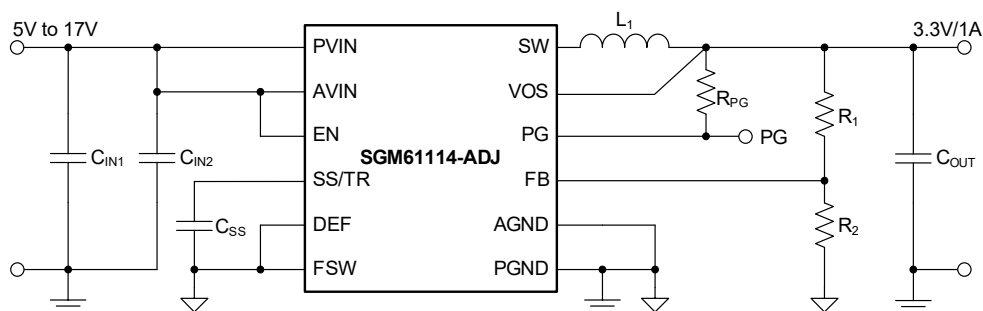 5V to 17V
L1
3.3V/1A
PVIN
SW
AVIN
VOS
RPG
R1
EN
PG
PG
CIN1
CIN2
SGM61114-ADJ
COUT
SS/TR
FB
CSS
DEF
AGND
R2
FSW
PGND